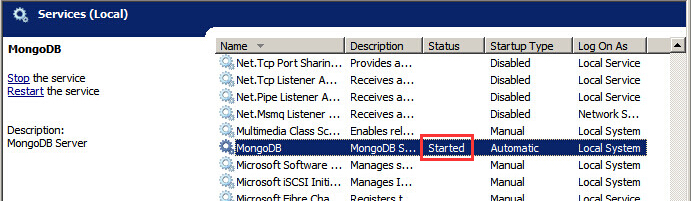 Services (Local)
MongoDB
Stop the service
Restart the service
Description:
MongoDB Server
Name Description Status Startup Type Log On As
Net.Tcp Port Sharin... Provides a... Disabled Local Service
Net.Tcp Listener A... Receives a... Disabled Local Service
Net.Pipe Listener A... Receives a... Disabled Local Service
Net.Msmq Listener ... Receives a... Disabled Network S...
Multimedia Class Sc... Enables rel... Manual Local System
MongoDB MongoDB S... Started Automatic Local System
Microsoft Software ... Manages s... Manual Local System
Microsoft iSCSI Initi... Manages I... Manual Local System
Microsoft Fibre Cha... Registers t... Manual Local Service